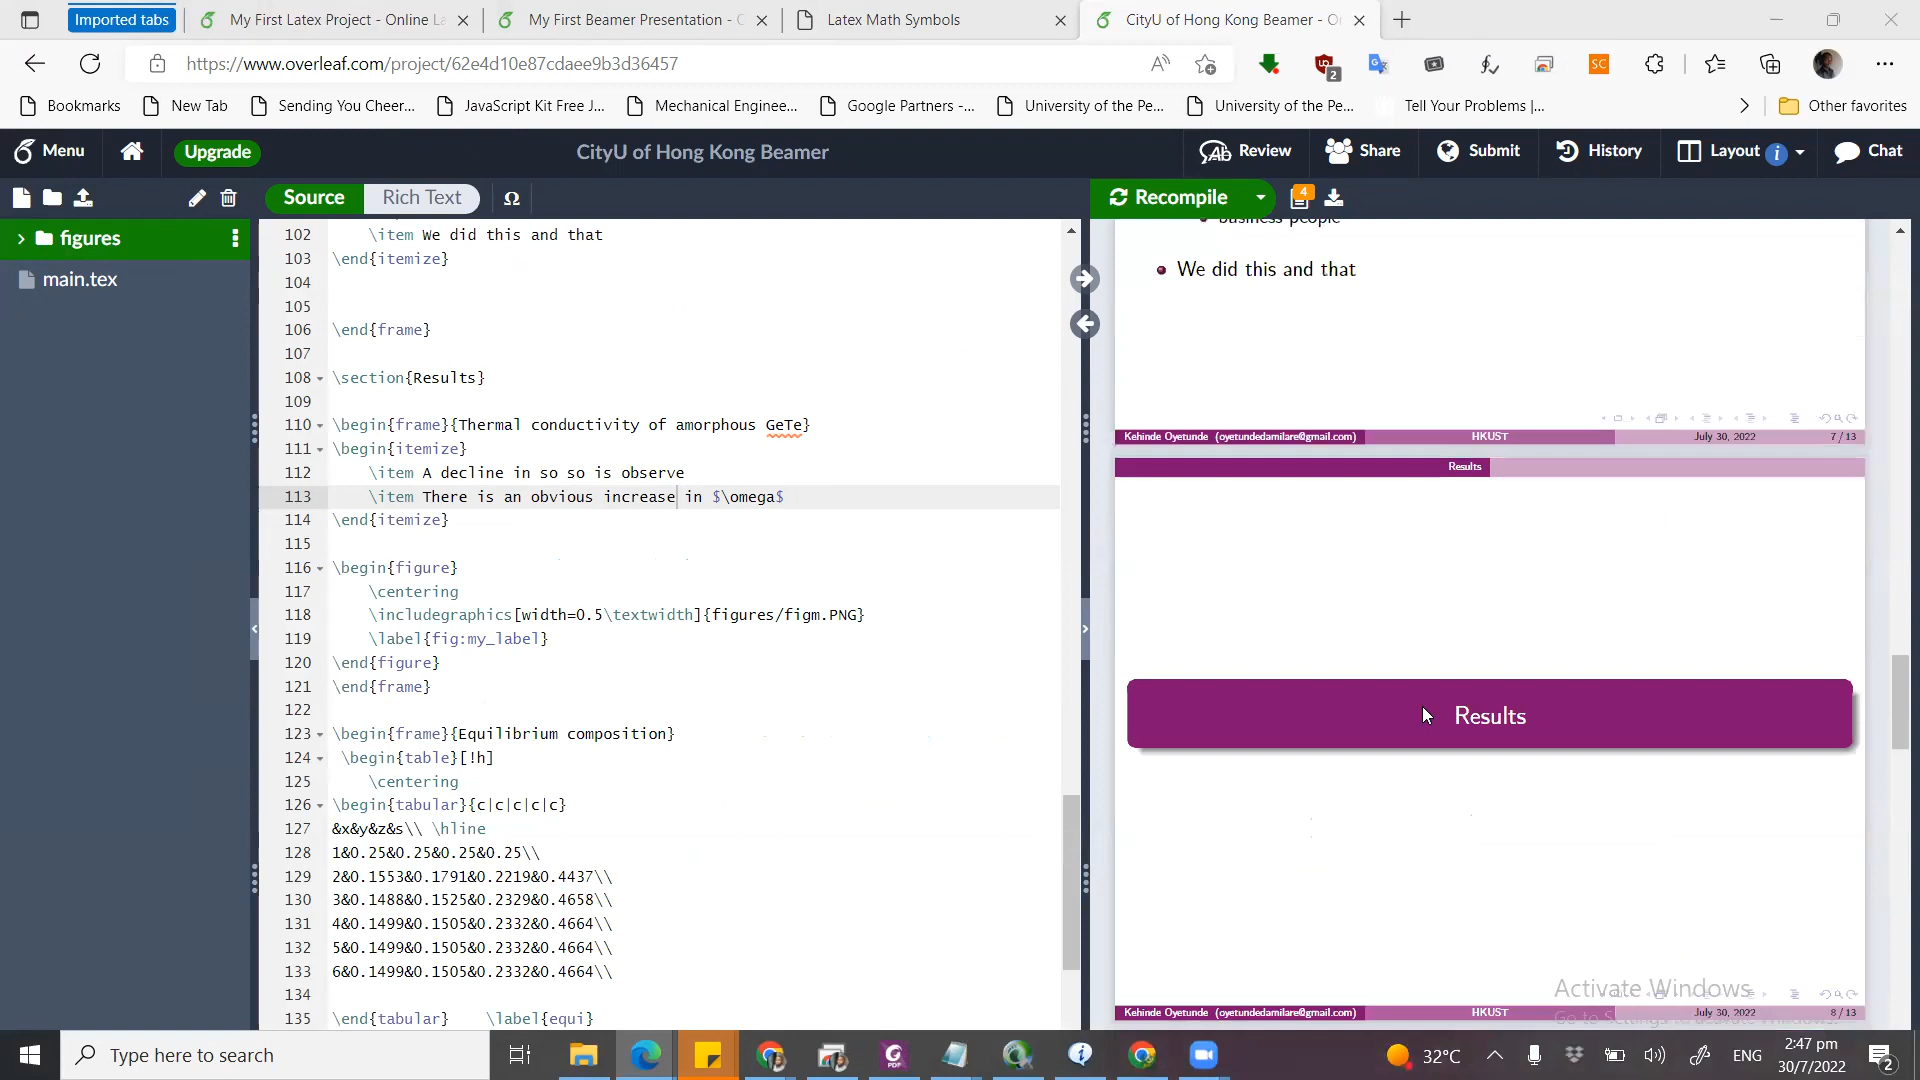 Imported tabs
My First Latex Project - Online La
My First Beamer Presentation - O
Latex Math Symbols
CityU of Hong Kong Beamer - On
https://www.overleaf.com/project/62e4d10e87cdaee9b3d36457
2
SC
Bookmarks
New Tab
Sending You Cheer...
JavaScript Kit Free J...
Mechanical Enginee...
Google Partners -...
University of the Pe...
University of the Pe...
Tell Your Problems |...
Other favorites
Menu
Upgrade
CityU of Hong Kong Beamer
Review
Share
Submit
History
Layout
Chat
Source
Rich Text
Ω
Recompile
4
figures
main.tex
102 \item We did this and that
103 \end{itemize}
104
105
106 \end{frame}
107
108 \section{Results}
109
110 \begin{frame}{Thermal conductivity of amorphous GeTe}
111 \begin{itemize}
112 \item A decline in so so is observe
113 \item There is an obvious increase in $\omega$
114 \end{itemize}
115
116 \begin{figure}
117 \centering
118 \includegraphics[width=0.5\textwidth]{figures/figm.PNG}
119 \label{fig:my_label}
120 \end{figure}
121 \end{frame}
122
123 \begin{frame}{Equilibrium composition}
124 \begin{table}[!h]
125 \centering
126 \begin{tabular}{c|c|c|c|c}
127 &x&y&z&s\\ \hline
128 1&0.25&0.25&0.25&0.25\\
129 2&0.1553&0.1791&0.2219&0.4437\\
130 3&0.1488&0.1525&0.2329&0.4658\\
131 4&0.1499&0.1505&0.2332&0.4664\\
132 5&0.1499&0.1505&0.2332&0.4664\\
133 6&0.1499&0.1505&0.2332&0.4664\\
134
135 \end{tabular} \label{equi}
business people
We did this and that
Kehinde Oyetunde (oyetundedamilare@gmail.com)
HKUST
July 30, 2022
7 / 13
Results
Results
Activate Windows
Go to Settings to activate Windows.
Kehinde Oyetunde (oyetundedamilare@gmail.com)
HKUST
July 30, 2022
8 / 13
Type here to search
32°C
ENG
2:47 pm
30/7/2022
2